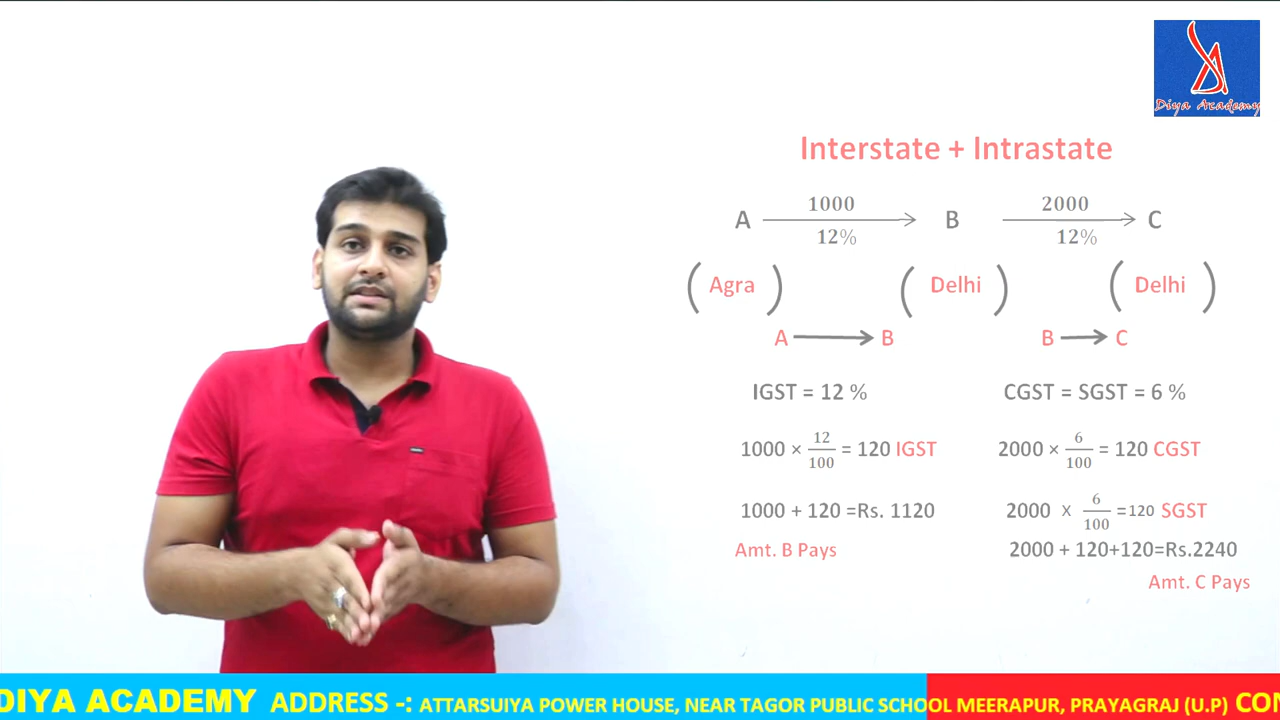 Diya Academy
Interstate + Intrastate
A 1000 12% B 2000 12% C
(Agra) (Delhi) (Delhi)
A B B C
IGST = 12 % CGST = SGST = 6 %
1000 × 12/100 = 120 IGST 2000 × 6/100 = 120 CGST
1000 + 120 =Rs. 1120 2000 X 6/100 =120 SGST
Amt. B Pays 2000 + 120+120=Rs.2240
Amt. C Pays
DIYA ACADEMY ADDRESS -: ATTARSUIYA POWER HOUSE, NEAR TAGOR PUBLIC SCHOOL MEERAPUR, PRAYAGRAJ (U.P) CON